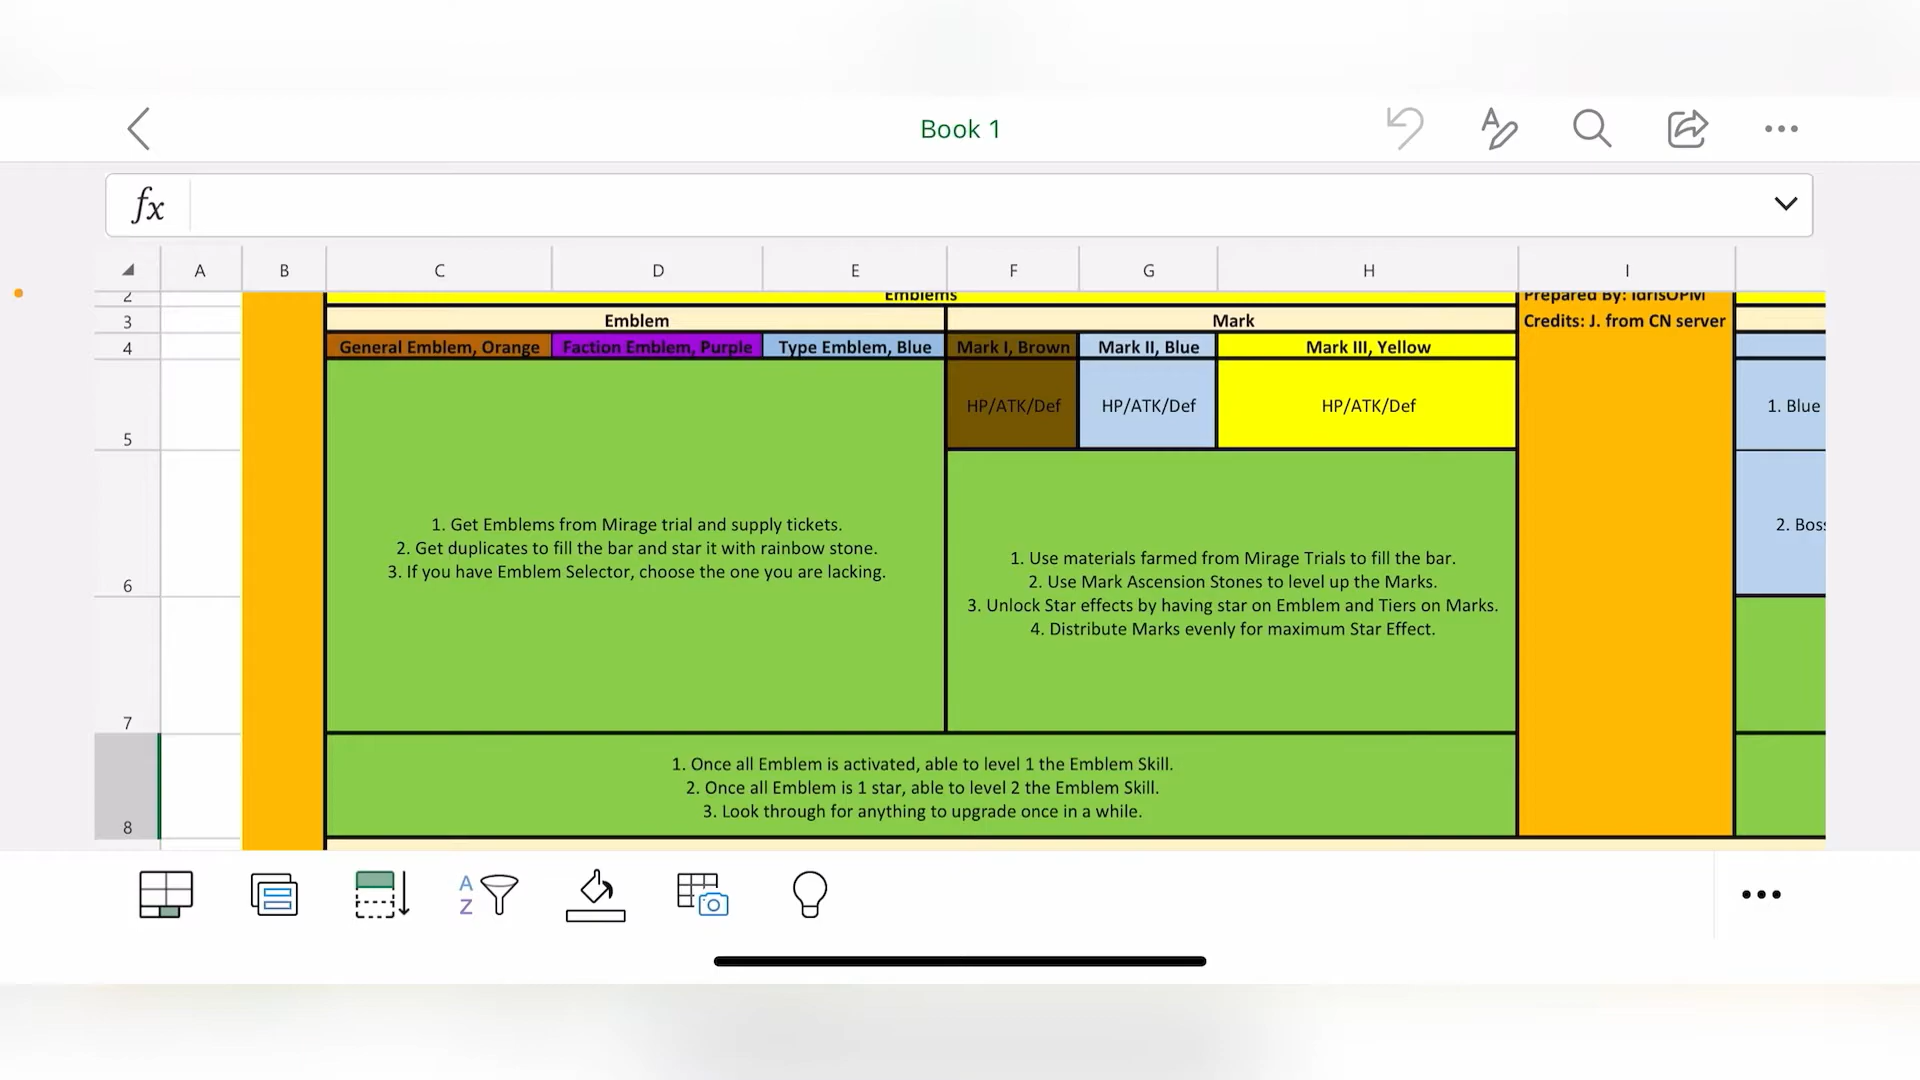 Book 1
fx
A B C D E F G H I
2 Emblems Prepared By: IdrisOPM
3 Emblem Mark Credits: J. from CN server
4 General Emblem, Orange Faction Emblem, Purple Type Emblem, Blue Mark I, Brown Mark II, Blue Mark III, Yellow
HP/ATK/Def HP/ATK/Def HP/ATK/Def 1. Blue
5
1. Get Emblems from Mirage trial and supply tickets.
2. Get duplicates to fill the bar and star it with rainbow stone.
3. If you have Emblem Selector, choose the one you are lacking.
1. Use materials farmed from Mirage Trials to fill the bar.
2. Use Mark Ascension Stones to level up the Marks.
3. Unlock Star effects by having star on Emblem and Tiers on Marks.
4. Distribute Marks evenly for maximum Star Effect.
2. Boss
6
7
1. Once all Emblem is activated, able to level 1 the Emblem Skill.
2. Once all Emblem is 1 star, able to level 2 the Emblem Skill.
3. Look through for anything to upgrade once in a while.
8
A
Z